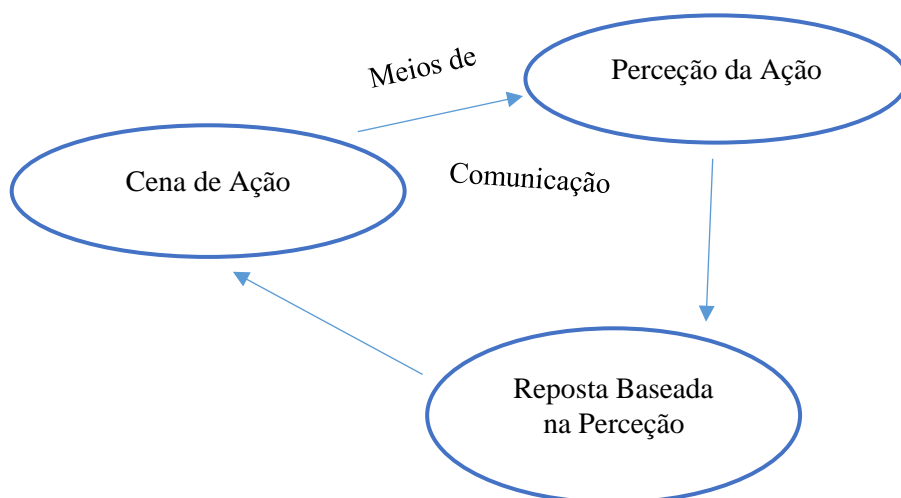 Meios de
Perceção da Ação
Cena de Ação
Comunicação
Reposta Baseada
na Perceção